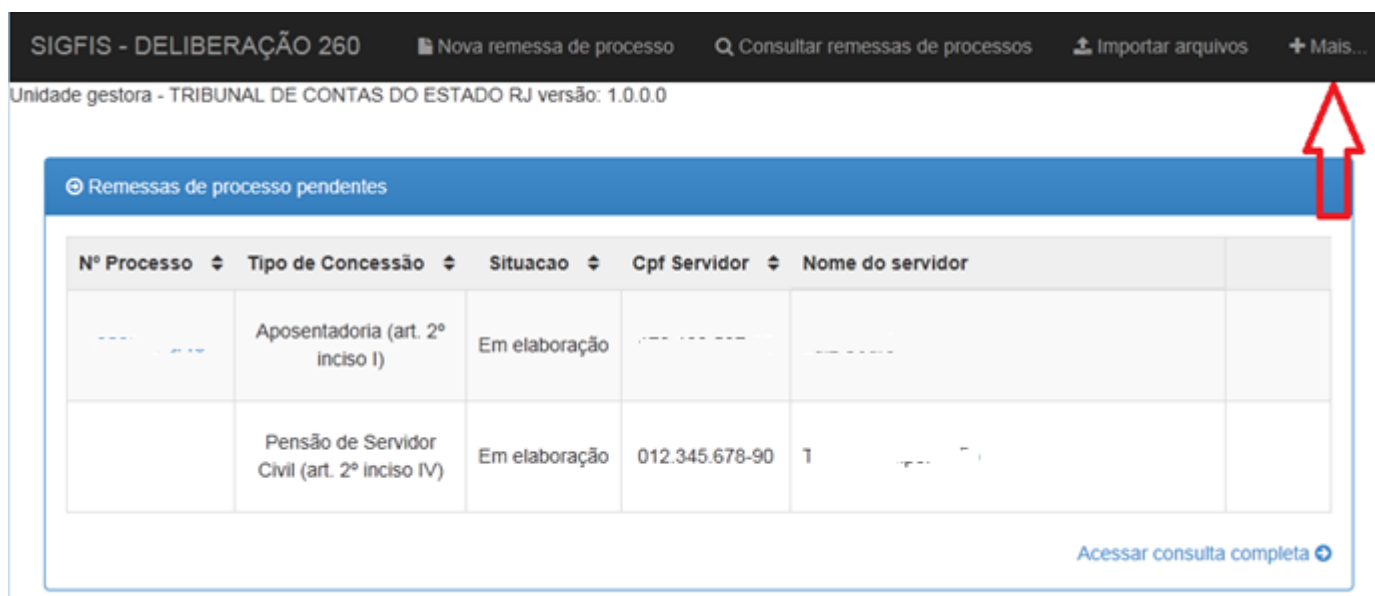 SIGFIS - DELIBERAÇÃO 260 Nova remessa de processo Consultar remessas de processos Importar arquivos + Mais...
Unidade gestora - TRIBUNAL DE CONTAS DO ESTADO RJ versão: 1.0.0.0
Remessas de processo pendentes
Nº Processo Tipo de Concessão Situacao Cpf Servidor Nome do servidor
Aposentadoria (art. 2º
inciso I)
Em elaboração
Pensão de Servidor
Civil (art. 2º inciso IV)
Em elaboração 012.345.678-90
Acessar consulta completa